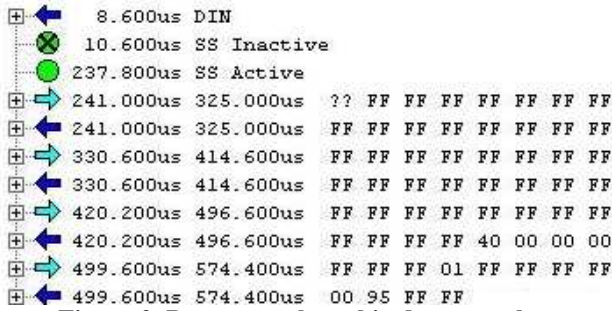 8.600us DIN
10.600us SS Inactive
237.800us SS Active
241.000us 325.000us ?? FF FF FF FF FF FF FF
241.000us 325.000us FF FF FF FF FF FF FF FF
330.600us 414.600us FF FF FF FF FF FF FF FF
330.600us 414.600us FF FF FF FF FF FF FF FF
420.200us 496.600us FF FF FF FF FF FF FF FF
420.200us 496.600us FF FF FF FF 40 00 00 00
499.600us 574.400us FF FF FF 01 FF FF FF FF
499.600us 574.400us 00 95 FF FF